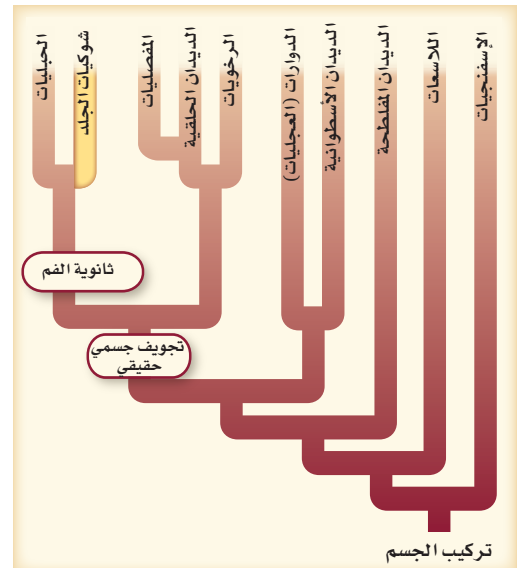 الإسفنجيات
اللاسعات
الديدان المفلطحة
الديدان الأسطوانية
الدوارات (العجليات)
الرخويات
الديدان الحلقية
المفصليات
شوكيات الجلد
الحبليات
ثانوية الفم
تجويف جسمي
حقيقي
تركيب الجسم